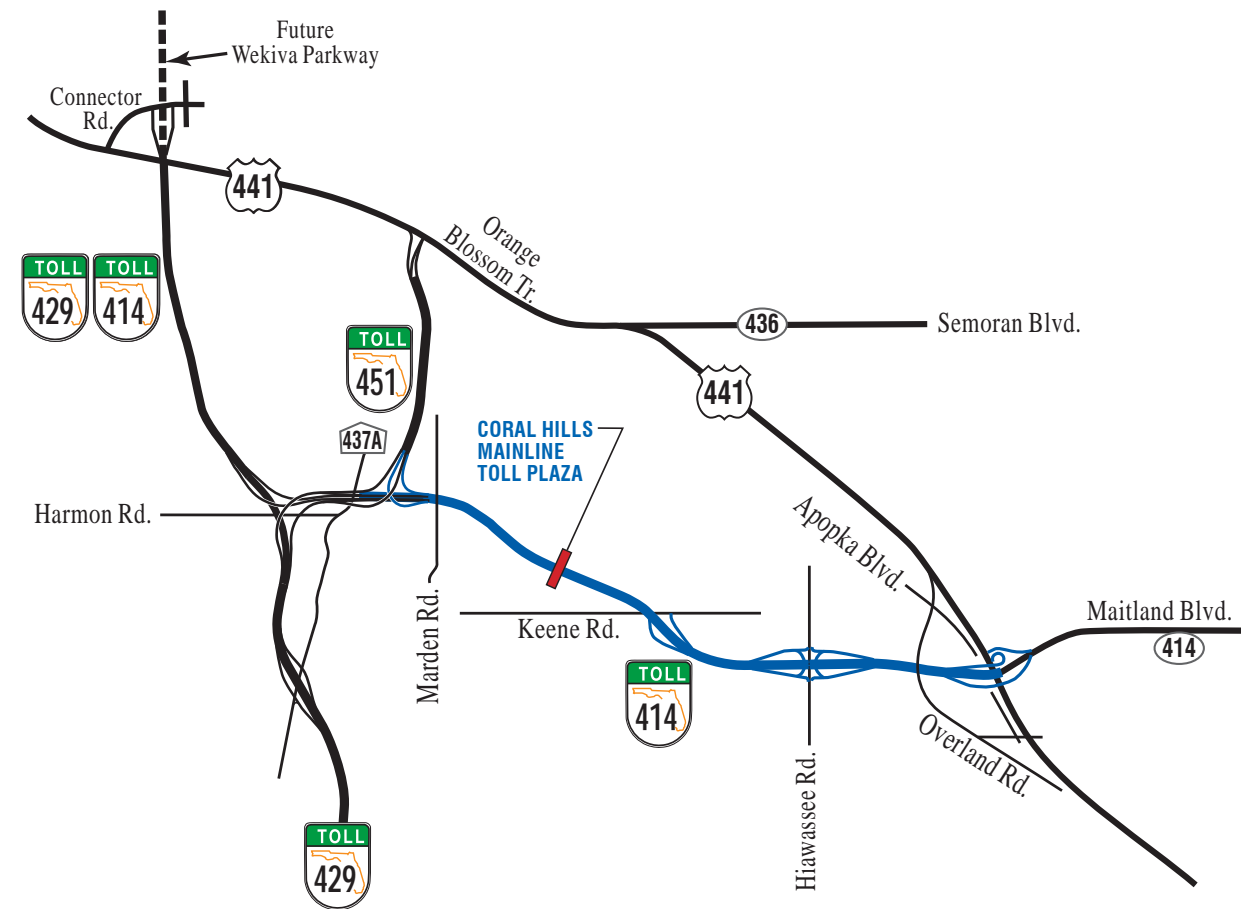 Future
Wekiva Parkway
Connector
Rd.
441
Orange
Blossom Tr.
TOLL
429
TOLL
414
436
Semoran Blvd.
TOLL
451
441
437A
CORAL HILLS
MAINLINE
TOLL PLAZA
Harmon Rd.
Apopka Blvd.
Marden Rd.
Keene Rd.
Maitland Blvd.
414
TOLL
414
Hiawassee Rd.
Overland Rd.
TOLL
429